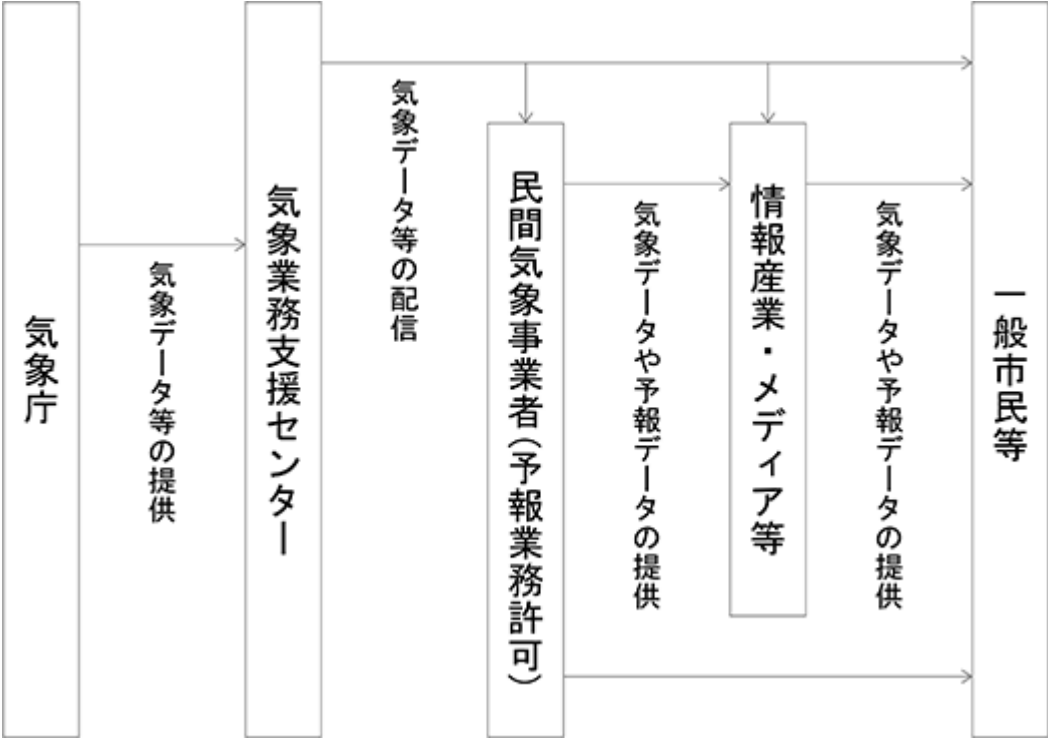 気象庁
気象データ等の提供
気象業務支援センター
気象データ等の配信
民間気象事業者(予報業務許可)
気象データや予報データの提供
情報産業・メディア等
気象データや予報データの提供
一般市民等